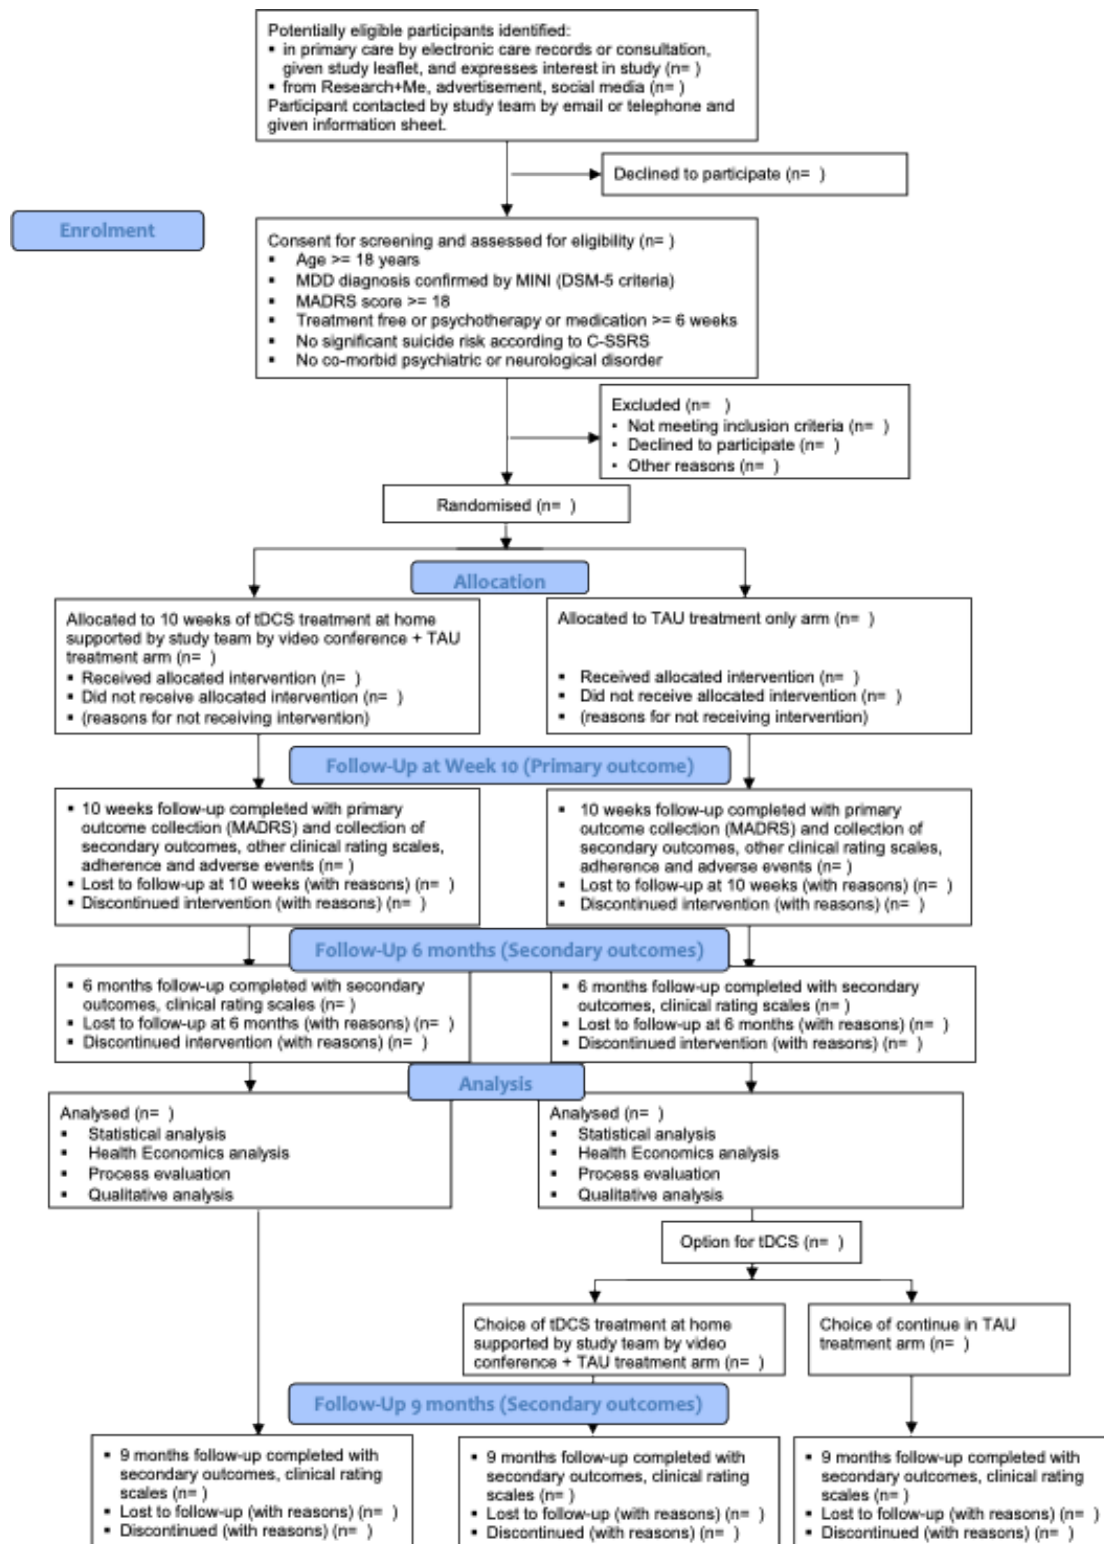 Potentially eligible participants identified:
▪ in primary care by electronic care records or consultation,
given study leaflet, and expresses interest in study (n= )
▪ from Research+Me, advertisement, social media (n= )
Participant contacted by study team by email or telephone and
given information sheet.
Declined to participate (n= )
Enrolment
Consent for screening and assessed for eligibility (n= )
▪ Age >= 18 years
▪ MDD diagnosis confirmed by MINI (DSM-5 criteria)
▪ MADRS score >= 18
▪ Treatment free or psychotherapy or medication >= 6 weeks
▪ No significant suicide risk according to C-SSRS
▪ No co-morbid psychiatric or neurological disorder
Excluded (n= )
• Not meeting inclusion criteria (n= )
• Declined to participate (n= )
• Other reasons (n= )
Randomised (n= )
Allocation
Allocated to 10 weeks of tDCS treatment at home
supported by study team by video conference + TAU
treatment arm (n= )
▪ Received allocated intervention (n= )
▪ Did not receive allocated intervention (n= )
▪ (reasons for not receiving intervention)
Allocated to TAU treatment only arm (n= )
▪ Received allocated intervention (n= )
▪ Did not receive allocated intervention (n= )
▪ (reasons for not receiving intervention)
Follow-Up at Week 10 (Primary outcome)
▪ 10 weeks follow-up completed with primary
outcome collection (MADRS) and collection of
secondary outcomes, other clinical rating scales,
adherence and adverse events (n= )
▪ Lost to follow-up at 10 weeks (with reasons) (n= )
▪ Discontinued intervention (with reasons) (n= )
▪ 10 weeks follow-up completed with primary
outcome collection (MADRS) and collection of
secondary outcomes, other clinical rating scales,
adherence and adverse events (n= )
▪ Lost to follow-up at 10 weeks (with reasons) (n= )
▪ Discontinued intervention (with reasons) (n= )
Follow-Up 6 months (Secondary outcomes)
▪ 6 months follow-up completed with secondary
outcomes, clinical rating scales (n= )
▪ Lost to follow-up at 6 months (with reasons) (n= )
▪ Discontinued intervention (with reasons) (n= )
▪ 6 months follow-up completed with secondary
outcomes, clinical rating scales (n= )
▪ Lost to follow-up at 6 months (with reasons) (n= )
▪ Discontinued intervention (with reasons) (n= )
Analysis
Analysed (n= )
▪ Statistical analysis
▪ Health Economics analysis
▪ Process evaluation
▪ Qualitative analysis
Analysed (n= )
▪ Statistical analysis
▪ Health Economics analysis
▪ Process evaluation
▪ Qualitative analysis
Option for tDCS (n= )
Choice of tDCS treatment at home
supported by study team by video
conference + TAU treatment arm (n= )
Choice of continue in TAU
treatment arm (n= )
Follow-Up 9 months (Secondary outcomes)
▪ 9 months follow-up completed with
secondary outcomes, clinical rating
scales (n= )
▪ Lost to follow-up (with reasons) (n= )
▪ Discontinued (with reasons) (n= )
▪ 9 months follow-up completed with
secondary outcomes, clinical rating
scales (n= )
▪ Lost to follow-up (with reasons) (n= )
▪ Discontinued (with reasons) (n= )
▪ 9 months follow-up completed with
secondary outcomes, clinical rating
scales (n= )
▪ Lost to follow-up (with reasons) (n= )
▪ Discontinued (with reasons) (n= )